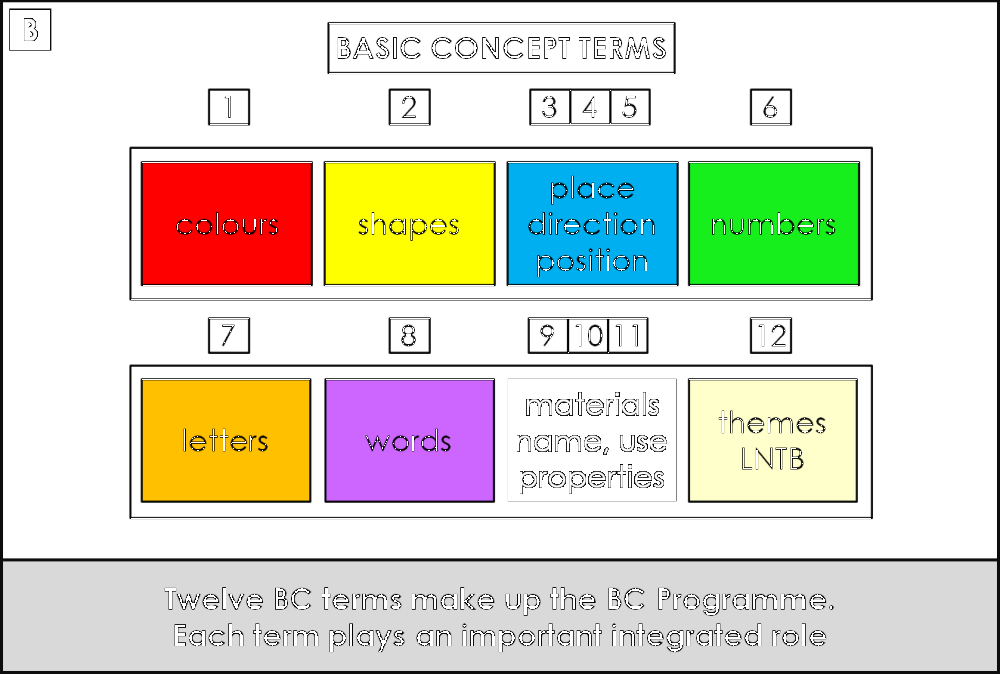 B
BASIC CONCEPT TERMS
1 2 3 4 5 6
colours
shapes
place
direction
position
numbers
7 8 9 10 11 12
letters
words
materials
name, use
properties
themes
LNTB
Twelve BC terms make up the BC Programme.
Each term plays an important integrated role